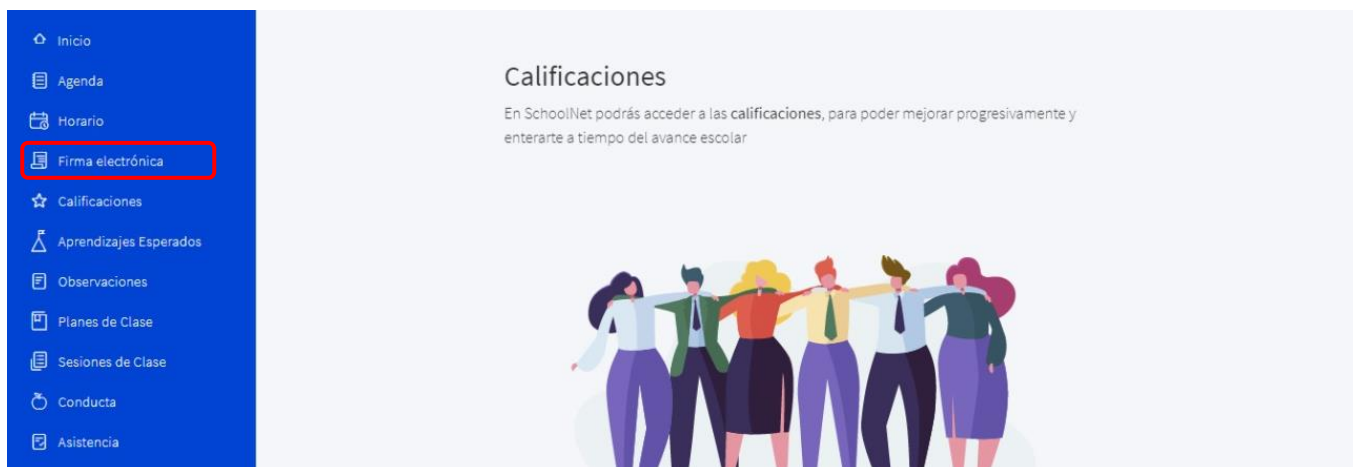 Inicio
Agenda
Horario
Firma electrónica
Calificaciones
Aprendizajes Esperados
Observaciones
Planes de Clase
Sesiones de Clase
Conducta
Asistencia
Calificaciones
En SchoolNet podrás acceder a las calificaciones, para poder mejorar progresivamente y
enterarte a tiempo del avance escolar